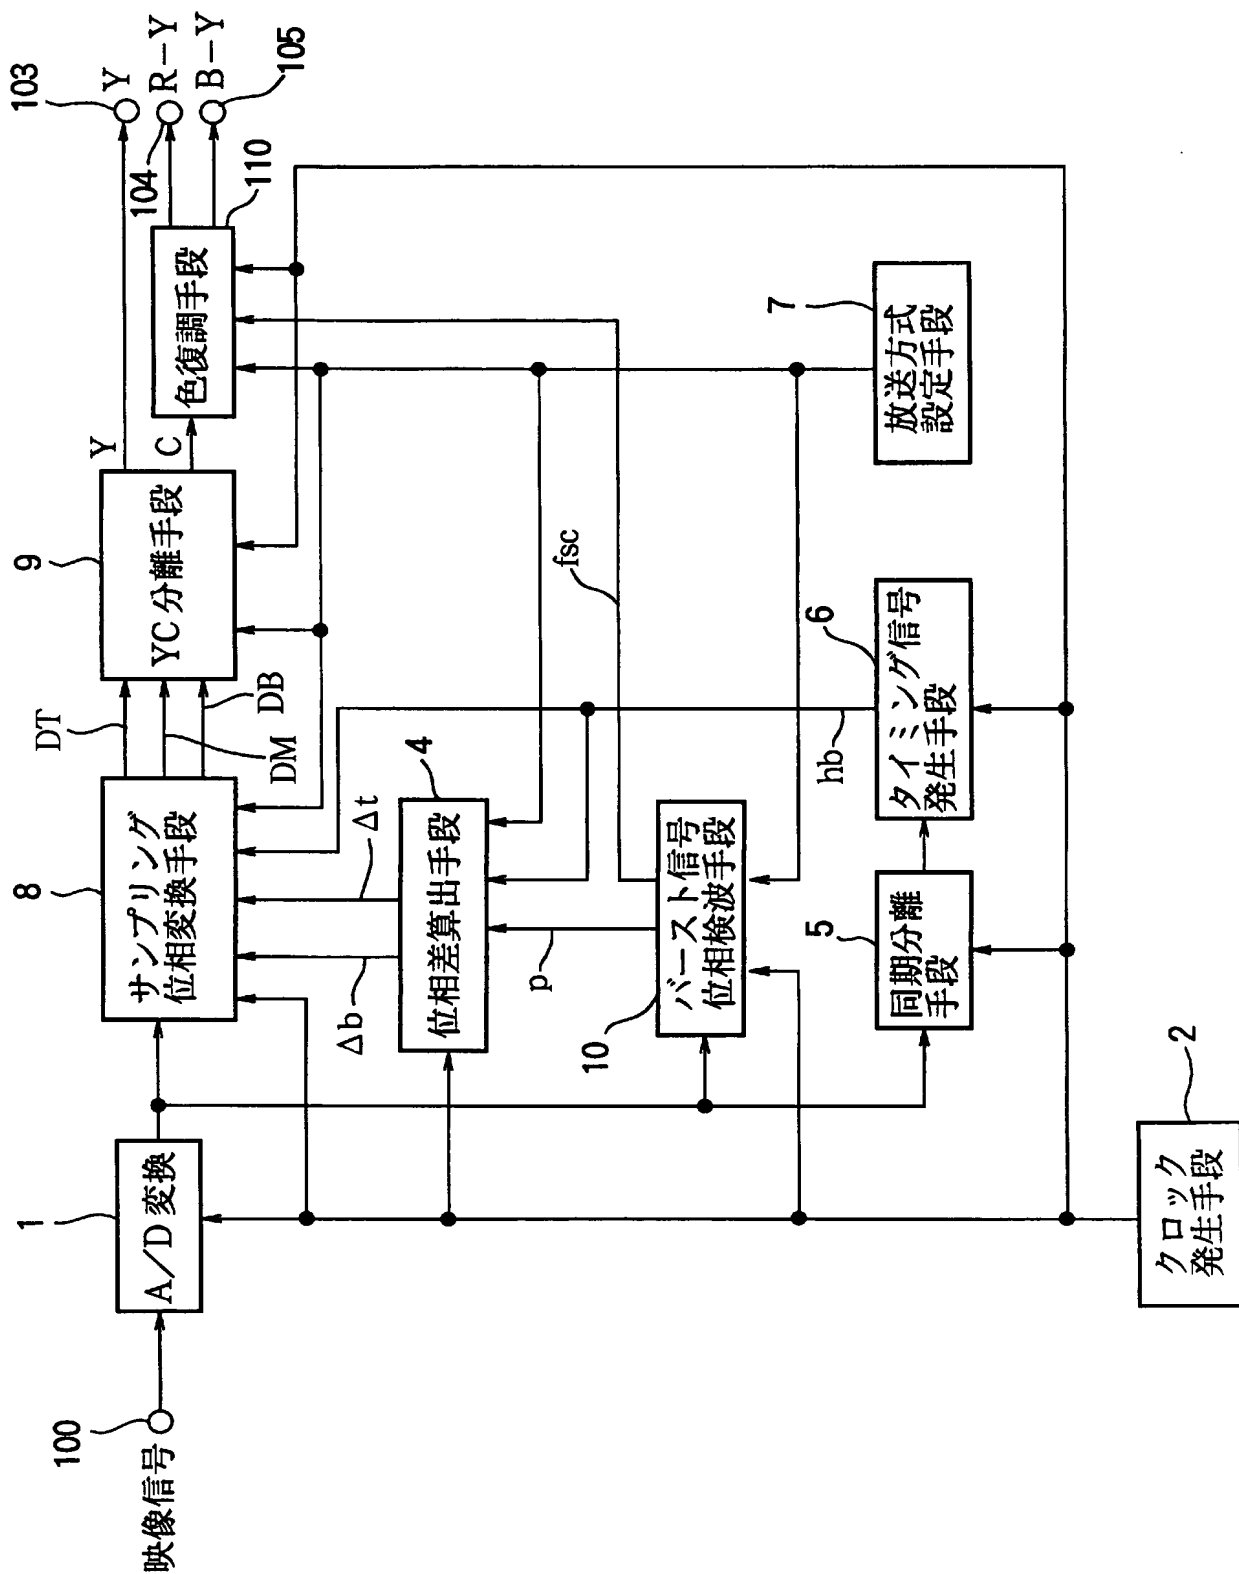 映像信号
100
1
A/D変換
8
サンプリング
位相変換手段
DT
DM
DB
9
YC分離手段
Y
C
色復調手段
110
103
Y
104
R−Y
B−Y
105
Δb
Δt
4
位相差算出手段
p
10
バースト信号
位相検波手段
fsc
hb
5
同期分離
手段
6
タイミング信号
発生手段
7
放送方式
設定手段
2
クロック
発生手段